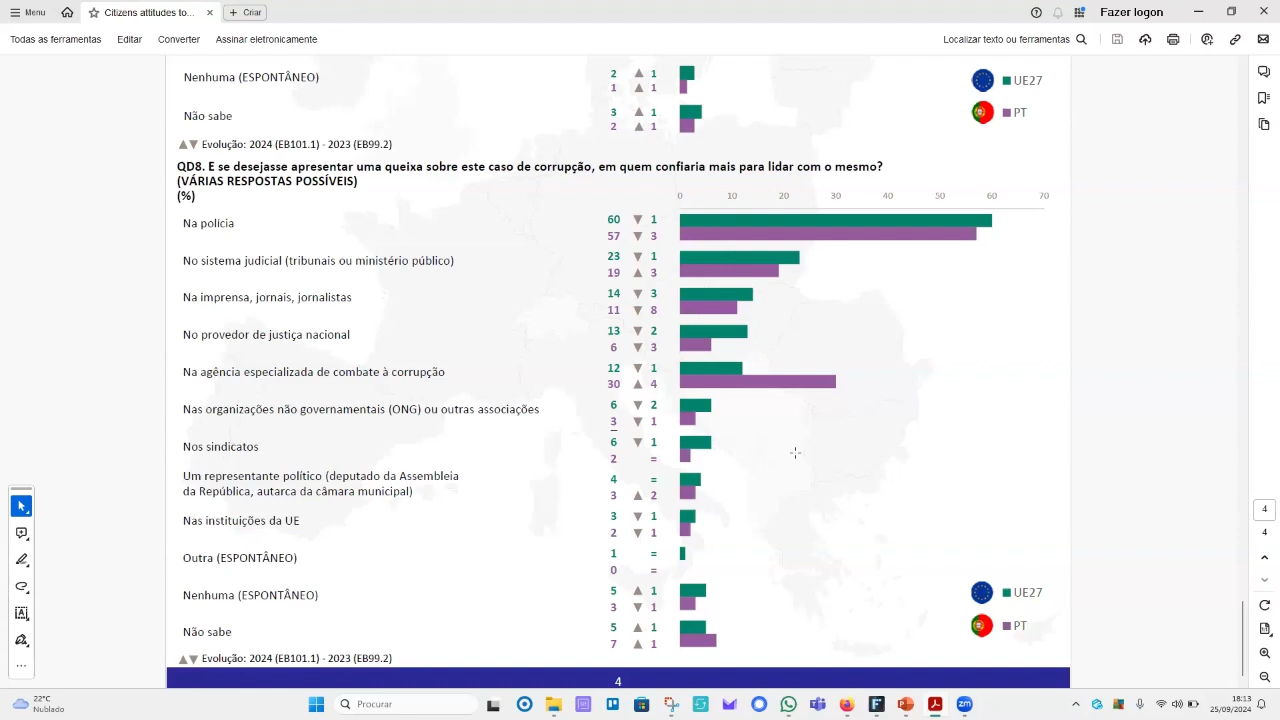 Menu
Citizens attitudes to...
×
+ Criar
Fazer logon
Todas as ferramentas
Editar
Converter
Assinar eletronicamente
Localizar texto ou ferramentas
Nenhuma (ESPONTÂNEO)
2 ▲ 1
1 ▲ 1
UE27
Não sabe
3 ▲ 1
2 ▲ 1
PT
▲▼ Evolução: 2024 (EB101.1) - 2023 (EB99.2)
QD8. E se desejasse apresentar uma queixa sobre este caso de corrupção, em quem confiaria mais para lidar com o mesmo?
(VÁRIAS RESPOSTAS POSSÍVEIS)
(%)
0 10 20 30 40 50 60 70
Na polícia
60 ▼ 1
57 ▼ 3
No sistema judicial (tribunais ou ministério público)
23 ▼ 1
19 ▲ 3
Na imprensa, jornais, jornalistas
14 ▼ 3
11 ▼ 8
No provedor de justiça nacional
13 ▼ 2
6 ▼ 3
Na agência especializada de combate à corrupção
12 ▼ 1
30 ▲ 4
Nas organizações não governamentais (ONG) ou outras associações
6 ▼ 2
3 ▼ 1
Nos sindicatos
6 ▼ 1
2 =
Um representante político (deputado da Assembleia
da República, autarca da câmara municipal)
4 =
3 ▲ 2
Nas instituições da UE
3 ▼ 1
2 ▼ 1
Outra (ESPONTÂNEO)
1 =
0 =
Nenhuma (ESPONTÂNEO)
5 ▲ 1
3 ▼ 1
UE27
Não sabe
5 ▲ 1
7 ▲ 1
PT
▲▼ Evolução: 2024 (EB101.1) - 2023 (EB99.2)
4
4
4
22°C
Nublado
Procurar
18:13
25/09/2024